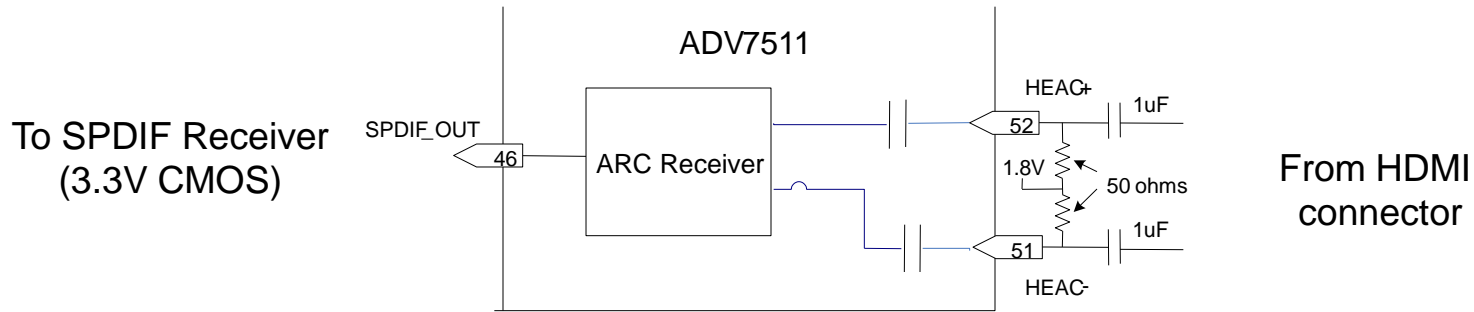 ADV7511
To SPDIF Receiver
(3.3V CMOS)
SPDIF_OUT
46
ARC Receiver
HEAC+
52
1uF
1.8V
50 ohms
51
1uF
HEAC-
From HDMI
connector